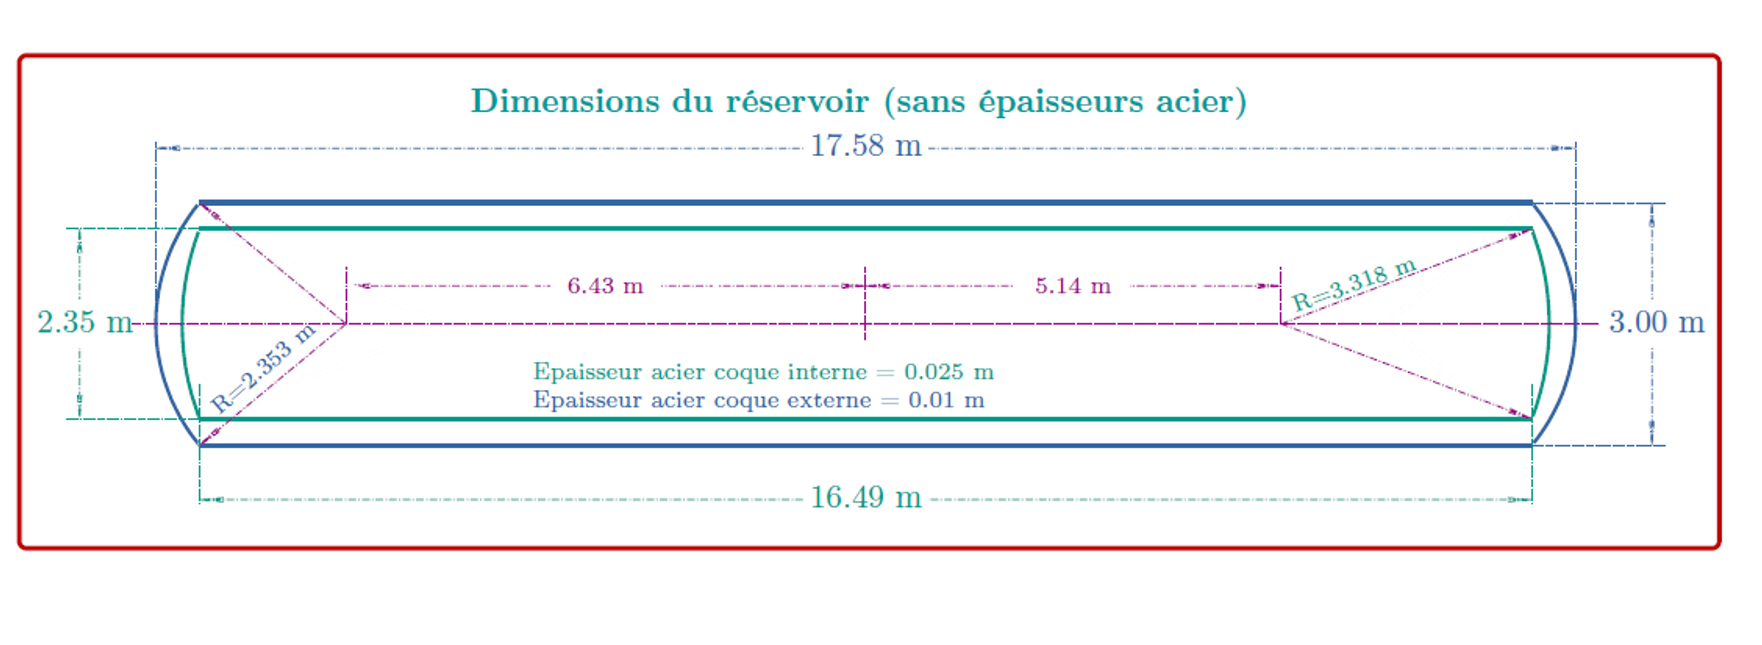 Dimensions du réservoir (sans épaisseurs acier)
17.58 m
6.43 m
5.14 m
R=3.318 m
2.35 m
3.00 m
R=2.353 m
Epaisseur acier coque interne = 0.025 m
Epaisseur acier coque externe = 0.01 m
16.49 m